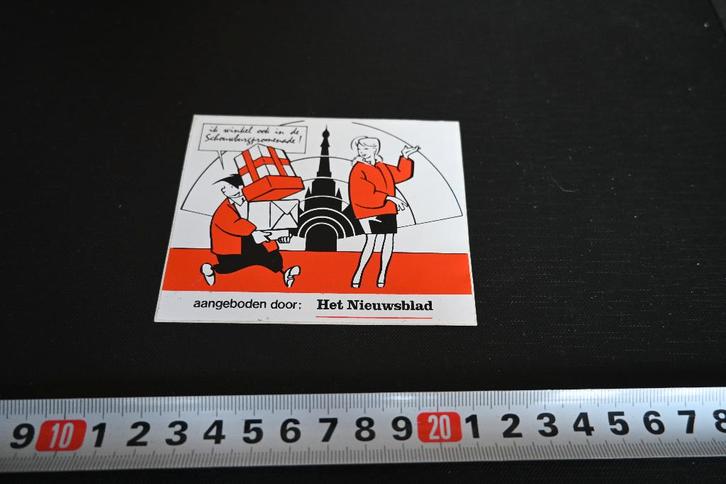 ik winkel ook in de
Schouwburgpromenade!
aangeboden door: Het Nieuwsblad
9 10 1 2 3 4 5 6 7 8 9 20 1 2 3 4 5 6 7 8